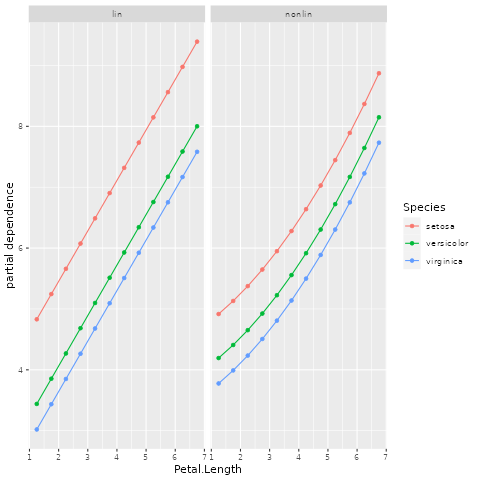 lin nonlin
partial dependence
8
6
4
1 2 3 4 5 6 7 1 2 3 4 5 6 7
Petal.Length
Species
setosa
versicolor
virginica